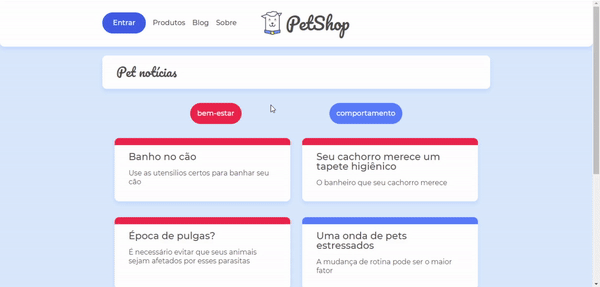 Entrar Produtos Blog Sobre PetShop
Pet notícias
bem-estar comportamento
Banho no cão
Use as utensílios certos para banhar seu
cão
Seu cachorro merece um
tapete higiênico
O banheiro que seu cachorro merece
Época de pulgas?
É necessário evitar que seus animais
sejam afetados por esses parasitas
Uma onda de pets
estressados
A mudança de rotina pode ser o maior
fator